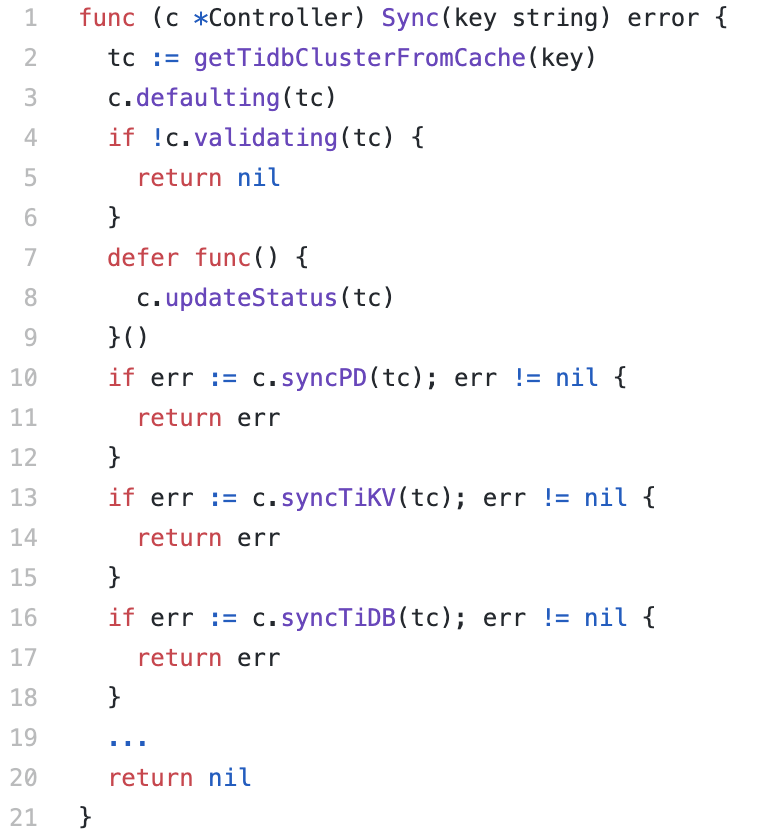 1 func (c *Controller) Sync(key string) error {
2   tc := getTidbClusterFromCache(key)
3   c.defaulting(tc)
4   if !c.validating(tc) {
5     return nil
6   }
7   defer func() {
8     c.updateStatus(tc)
9   }()
10   if err := c.syncPD(tc); err != nil {
11     return err
12   }
13   if err := c.syncTiKV(tc); err != nil {
14     return err
15   }
16   if err := c.syncTiDB(tc); err != nil {
17     return err
18   }
19   ...
20   return nil
21 }